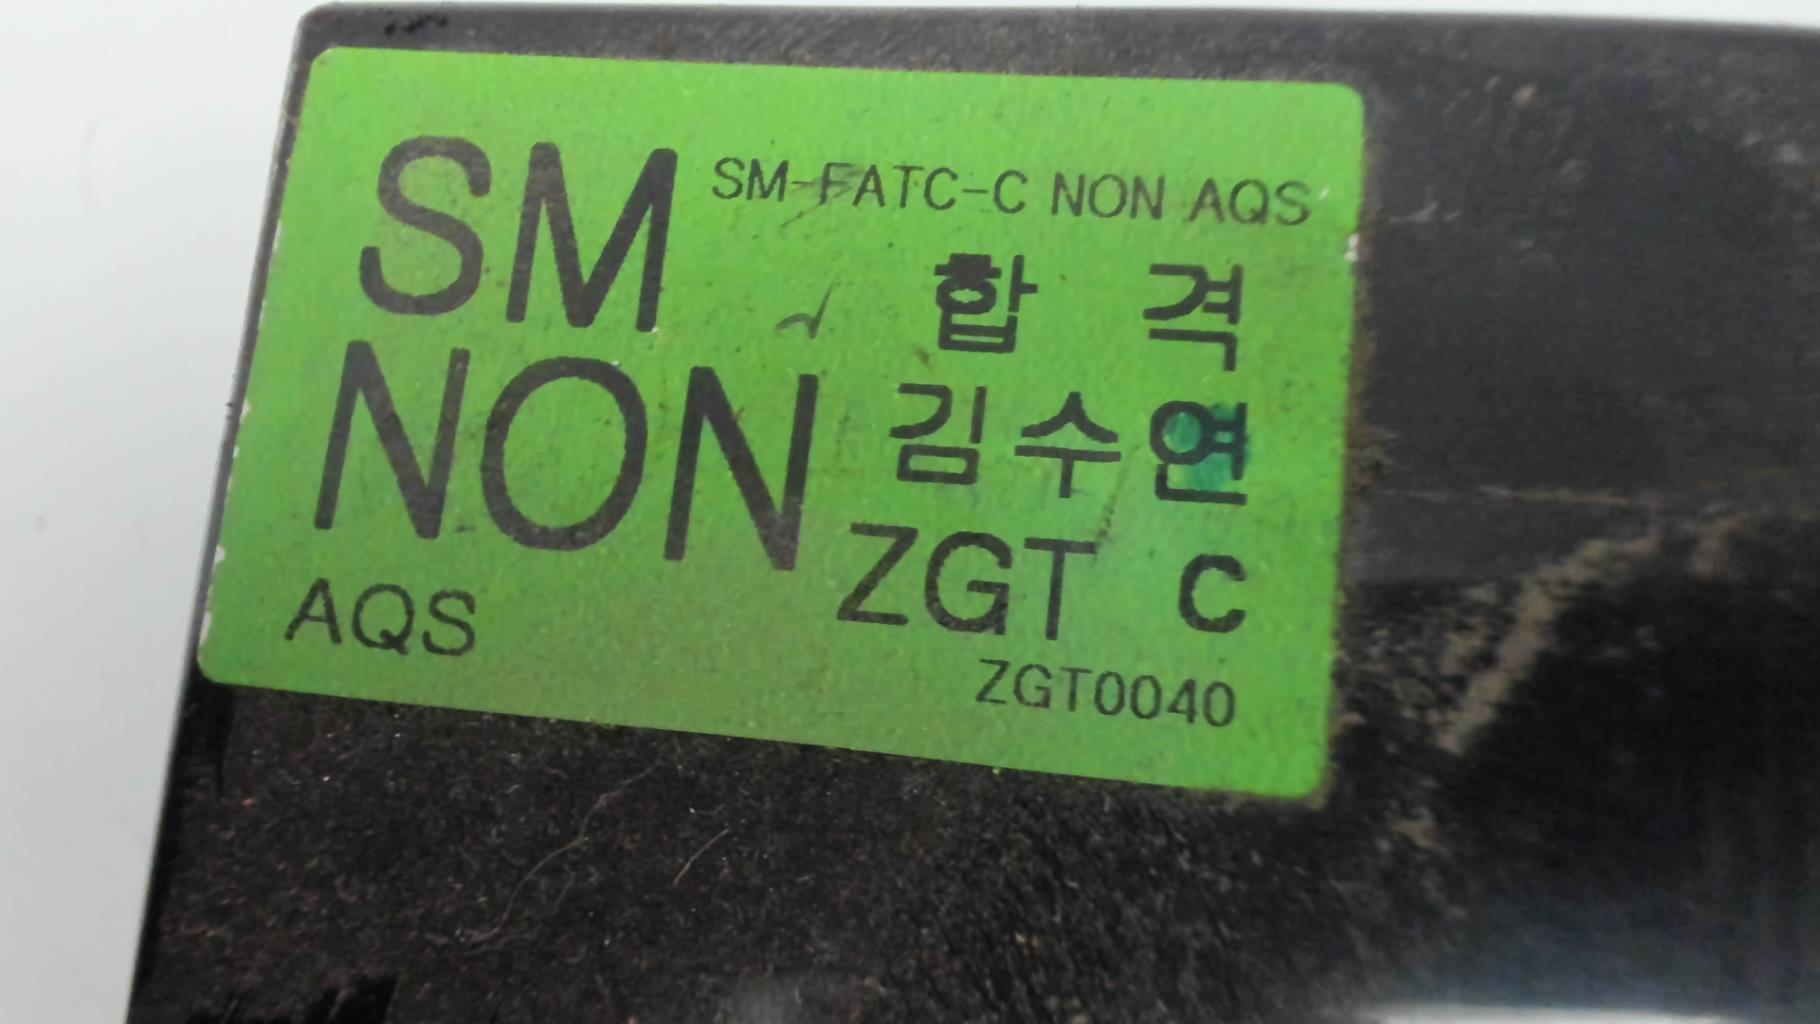 SM
SM-FATC-C NON AQS
합 격
NON
김수연
ZGT C
AQS
ZGT0040